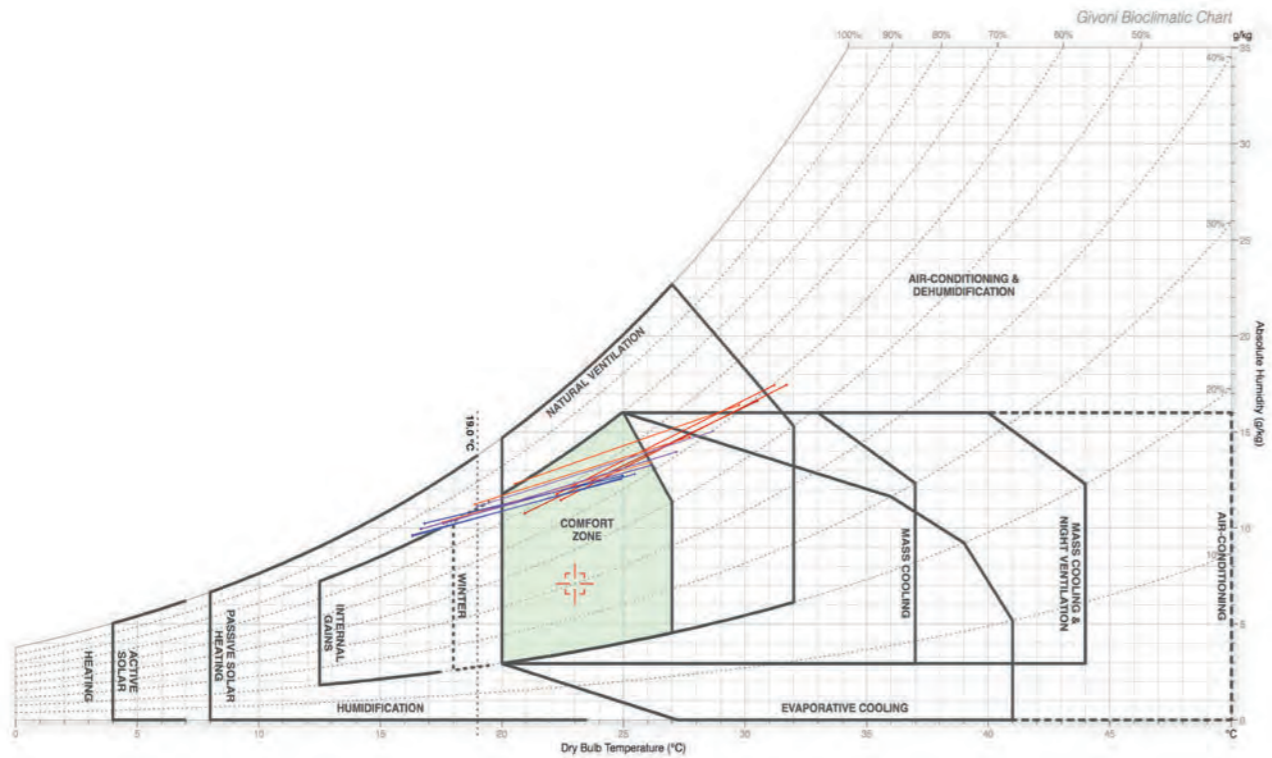 Givoni Bioclimatic Chart
g/kg
100%
90%
80%
70%
60%
50%
35
40%
30
30%
25
AIR-CONDITIONING &
DEHUMIDIFICATION
20
NATURAL VENTILATION
Absolute Humidity (g/kg)
20%
19.0 °C
15
COMFORT
ZONE
10
10%
AIR-CONDITIONING
MASS COOLING
MASS COOLING &
NIGHT VENTILATION
WINTER
INTERNAL
GAINS
PASSIVE SOLAR
HEATING
ACTIVE
SOLAR
HEATING
5
HUMIDIFICATION
EVAPORATIVE COOLING
0
0
5
10
15
20
25
30
35
40
45
°C
Dry Bulb Temperature (°C)